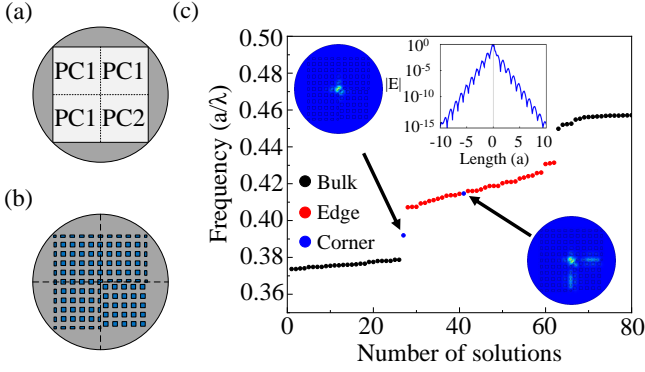 (a)
PC1 PC1
PC1 PC2
(b)
(c)
Frequency (a/λ)
0.50
0.48
0.46
0.44
0.42
0.40
0.38
0.36
|E|
10⁰
10⁻⁵
10⁻¹⁰
10⁻¹⁵
-10 -5 0 5 10
Length (a)
Bulk
Edge
Corner
0 20 40 60 80
Number of solutions